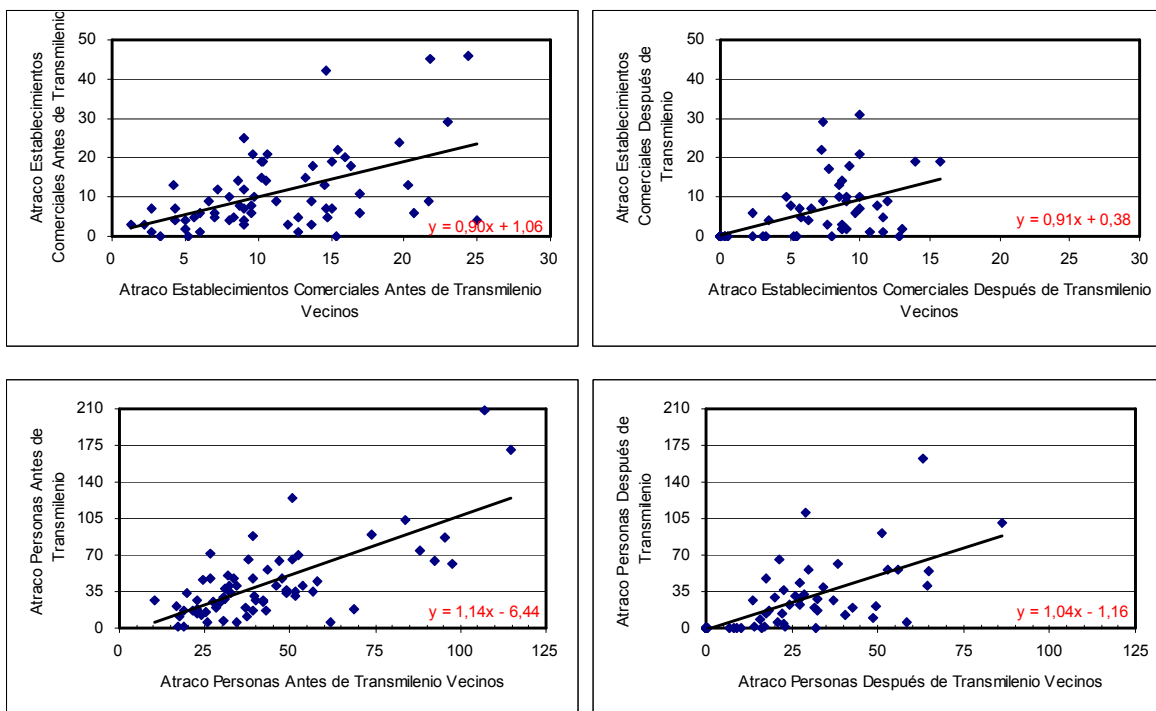 Atraco Establecimientos
Comerciales Antes de Transmilenio
50
40
30
20
10
0
y = 0,90x + 1,06
0 5 10 15 20 25 30
Atraco Establecimientos Comerciales Antes de Transmilenio
Vecinos
Atraco Establecimientos
Comerciales Después de
Transmilenio
50
40
30
20
10
0
y = 0,91x + 0,38
0 5 10 15 20 25 30
Atraco Establecimientos Comerciales Después de Transmilenio
Vecinos
Atraco Personas Antes de
Transmilenio
210
175
140
105
70
35
0
y = 1,14x - 6,44
0 25 50 75 100 125
Atraco Personas Antes de Transmilenio Vecinos
Atraco Personas Después de
Transmilenio
210
175
140
105
70
35
0
y = 1,04x - 1,16
0 25 50 75 100 125
Atraco Personas Después de Transmilenio Vecinos